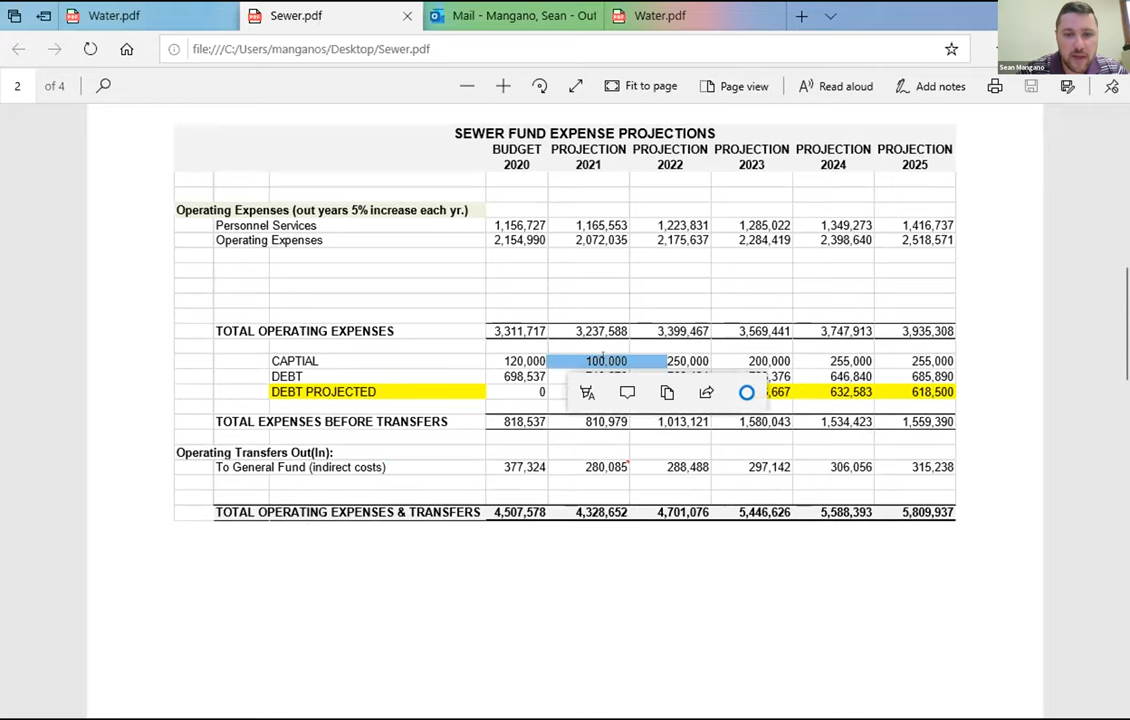 Water.pdf Sewer.pdf Mail - Mangano, Sean - Out Water.pdf
file:///C:/Users/manganos/Desktop/Sewer.pdf
Sean Mangano
2 of 4 Fit to page Page view Read aloud Add notes
SEWER FUND EXPENSE PROJECTIONS
BUDGET PROJECTION PROJECTION PROJECTION PROJECTION PROJECTION
2020 2021 2022 2023 2024 2025
Operating Expenses (out years 5% increase each yr.)
Personnel Services 1,156,727 1,165,553 1,223,831 1,285,022 1,349,273 1,416,737
Operating Expenses 2,154,990 2,072,035 2,175,637 2,284,419 2,398,640 2,518,571
TOTAL OPERATING EXPENSES 3,311,717 3,237,588 3,399,467 3,569,441 3,747,913 3,935,308
CAPTIAL 120,000 100,000 250,000 200,000 255,000 255,000
DEBT 698,537 ,376 646,840 685,890
DEBT PROJECTED 0 ,667 632,583 618,500
TOTAL EXPENSES BEFORE TRANSFERS 818,537 810,979 1,013,121 1,580,043 1,534,423 1,559,390
Operating Transfers Out(In):
To General Fund (indirect costs) 377,324 280,085 288,488 297,142 306,056 315,238
TOTAL OPERATING EXPENSES & TRANSFERS 4,507,578 4,328,652 4,701,076 5,446,626 5,588,393 5,809,937